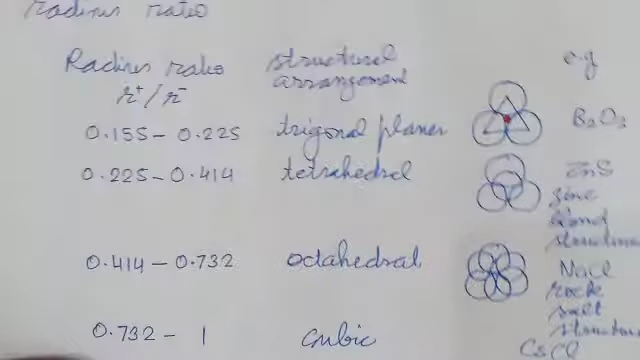 Radius ratio
Radius ratio structural e.g
r⁺/r⁻ arrangement
0.155 - 0.225 trigonal planer B₂O₃
0.225 - 0.414 tetrahedral ZnS
zinc
blend
structure
0.414 - 0.732 octahedral NaCl
rock
salt
structure
0.732 - 1 cubic CsCl